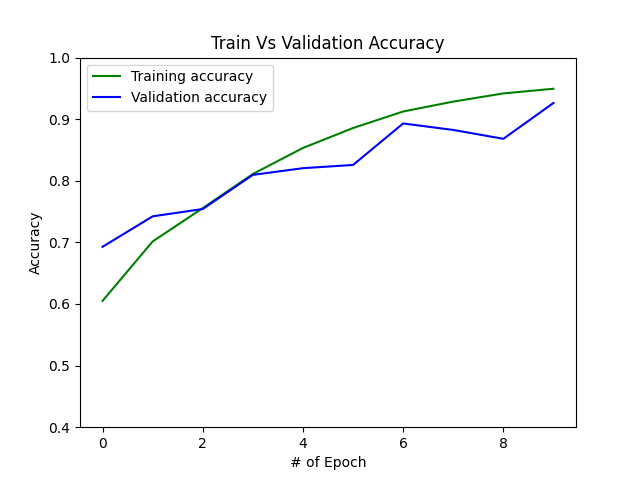 Train Vs Validation Accuracy
Training accuracy
Validation accuracy
1.0
0.9
0.8
0.7
0.6
0.5
0.4
Accuracy
0 2 4 6 8
# of Epoch